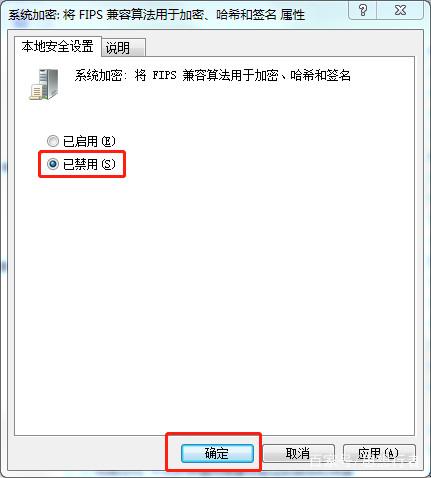 系统加密: 将 FIPS 兼容算法用于加密、哈希和签名 属性
本地安全设置 说明
系统加密: 将 FIPS 兼容算法用于加密、哈希和签名
已启用(E)
已禁用(S)
确定 取消 应用(A)